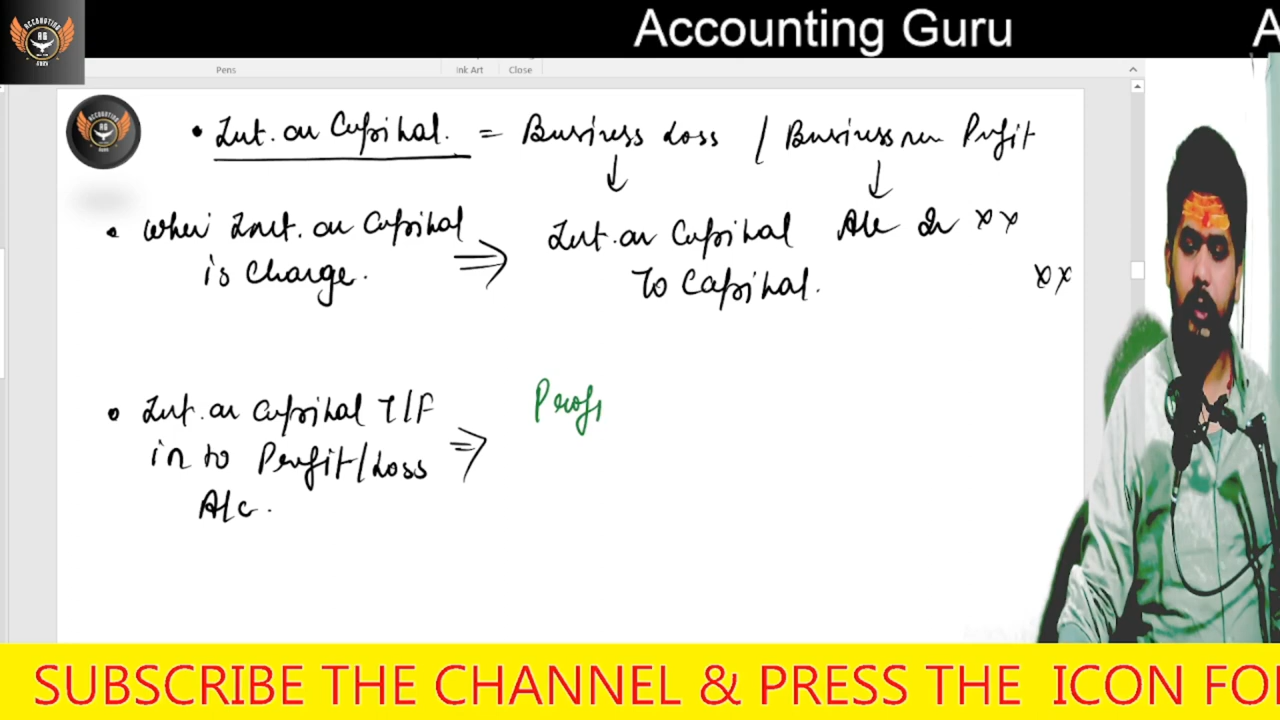 Accounting Guru
A
Pens
Ink Art
Close
• Int. on Capital. = Business Loss / Business Profit
• When Int. on Capital is Charge. ⇒ Int. on Capital A/c Dr xx
To Capital. xx
• Int. on Capital T/F in to Profit/Loss A/c. ⇒ Profi
SUBSCRIBE THE CHANNEL & PRESS THE ICON FO